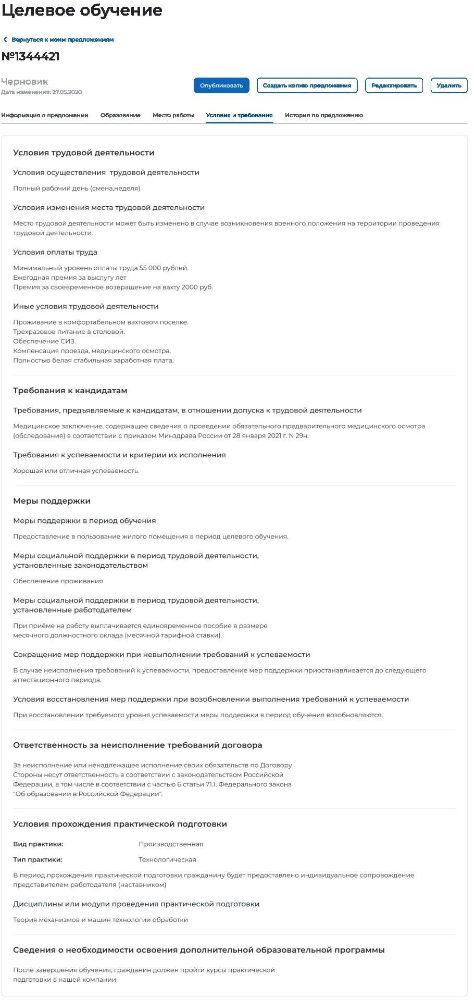 Целевое обучение
Вернуться к моим предложениям
№1344421
Черновик
Дата изменения: 27.05.2020
Опубликовать
Создать копию предложения
Редактировать
Удалить
Информация о предложении
Образование
Место работы
Условия и требования
История по предложению
Условия трудовой деятельности
Условия осуществления трудовой деятельности
Полный рабочий день (смена,неделя)
Условия изменения места трудовой деятельности
Место трудовой деятельности может быть изменено в случае возникновения военного положения на территории проведения
трудовой деятельности.
Условия оплаты труда
Минимальный уровень оплаты труда 55 000 рублей.
Ежегодная премия за выслугу лет
Премия за своевременное возвращение на вахту 2000 руб.
Иные условия трудовой деятельности
Проживание в комфортабельном вахтовом поселке.
Трехразовое питание в столовой.
Обеспечение СИЗ.
Компенсация проезда, медицинского осмотра.
Полностью белая стабильная заработная плата.
Требования к кандидатам
Требования, предъявляемые к кандидатам, в отношении допуска к трудовой деятельности
Медицинское заключение, содержащее сведения о проведении обязательного предварительного медицинского осмотра
(обследования) в соответствии с приказом Минздрава России от 28 января 2021 г. N 29н.
Требования к успеваемости и критерии их исполнения
Хорошая или отличная успеваемость.
Меры поддержки
Меры поддержки в период обучения
Предоставление в пользование жилого помещения в период целевого обучения.
Меры социальной поддержки в период трудовой деятельности,
установленные законодательством
Обеспечение проживания
Меры социальной поддержки в период трудовой деятельности,
установленные работодателем
При приёме на работу выплачивается единовременное пособие в размере
месячного должностного оклада (месячной тарифной ставки).
Сокращение мер поддержки при невыполнении требований к успеваемости
В случае неисполнения требований к успеваемости, предоставление мер поддержки приостанавливается до следующего
аттестационного периода.
Условия восстановления мер поддержки при возобновлении выполнения требований к успеваемости
При восстановлении требуемого уровня успеваемости меры поддержки в период обучения возобновляются.
Ответственность за неисполнение требований договора
За неисполнение или ненадлежащее исполнение своих обязательств по Договору
Стороны несут ответственность в соответствии с законодательством Российской
Федерации, в том числе в соответствии с частью 6 статьи 71.1. Федерального закона
"Об образовании в Российской Федерации".
Условия прохождения практической подготовки
Вид практики: Производственная
Тип практики: Технологическая
В период прохождения практической подготовки гражданину будет предоставлено индивидуальное сопровождение
представителем работодателя (наставником)
Дисциплины или модули проведения практической подготовки
Теория механизмов и машин технологии обработки
Сведения о необходимости освоения дополнительной образовательной программы
После завершения обучения, гражданин должен пройти курсы практической
подготовки в нашей компании